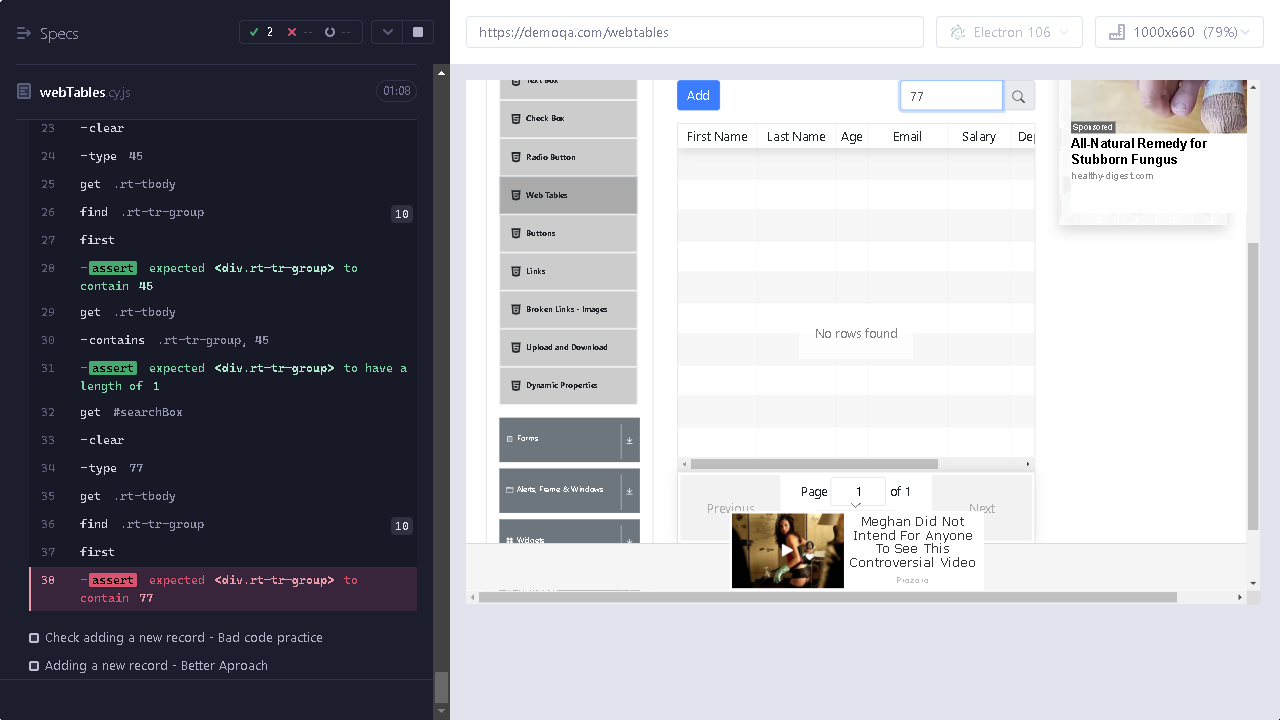 Specs
2
--
--
webTables cy.js
01:08
23 -clear
24 -type 45
25 get .rt-tbody
26 find .rt-tr-group 10
27 first
28 -assert expected <div.rt-tr-group> to
contain 45
29 get .rt-tbody
30 -contains .rt-tr-group, 45
31 -assert expected <div.rt-tr-group> to have a
length of 1
32 get #searchBox
33 -clear
34 -type 77
35 get .rt-tbody
36 find .rt-tr-group 10
37 first
38 -assert expected <div.rt-tr-group> to
contain 77
Check adding a new record - Bad code practice
Adding a new record - Better Aproach
https://demoqa.com/webtables
Electron 106
1000x660 (79%)
Text Box
Check Box
Radio Button
Web Tables
Buttons
Links
Broken Links - Images
Upload and Download
Dynamic Properties
Forms
Alerts, Frame & Windows
Widgets
Add
77
First Name Last Name Age Email Salary Dep
No rows found
Previous
Page 1 of 1
Next
Meghan Did Not
Intend For Anyone
To See This
Controversial Video
Sponsored
All-Natural Remedy for
Stubborn Fungus
healthy-digest.com